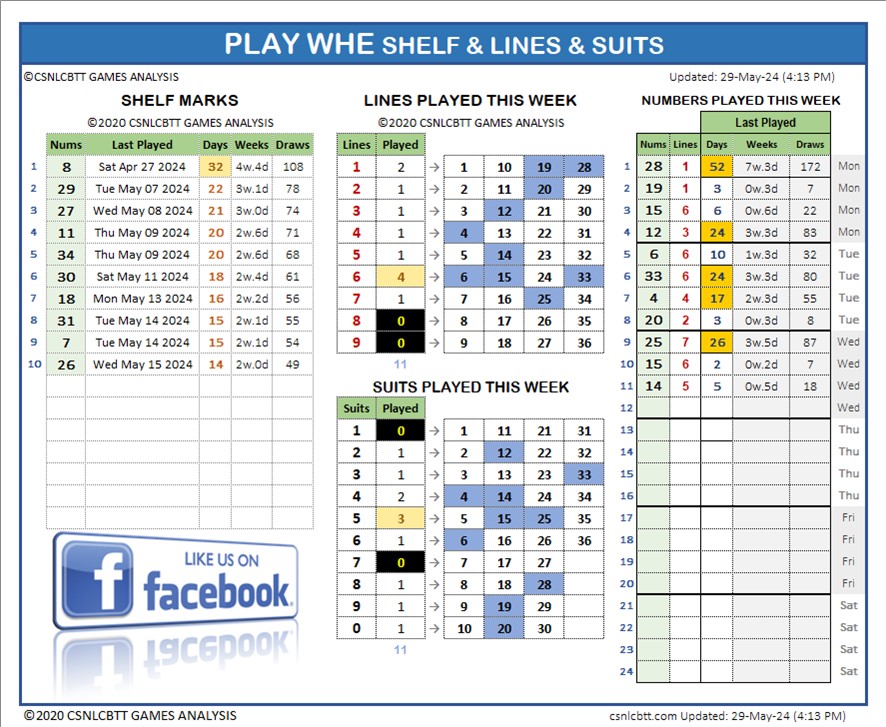 PLAY WHE SHELF & LINES & SUITS
©CSNLCBTT GAMES ANALYSIS
Updated: 29-May-24 (4:13 PM)
SHELF MARKS
©2020 CSNLCBTT GAMES ANALYSIS
Nums Last Played Days Weeks Draws
1 8 Sat Apr 27 2024 32 4w.4d 108
2 29 Tue May 07 2024 22 3w.1d 78
3 27 Wed May 08 2024 21 3w.0d 74
4 11 Thu May 09 2024 20 2w.6d 71
5 34 Thu May 09 2024 20 2w.6d 68
6 30 Sat May 11 2024 18 2w.4d 61
7 18 Mon May 13 2024 16 2w.2d 56
8 31 Tue May 14 2024 15 2w.1d 55
9 7 Tue May 14 2024 15 2w.1d 54
10 26 Wed May 15 2024 14 2w.0d 49
LIKE US ON
facebook
LINES PLAYED THIS WEEK
©2020 CSNLCBTT GAMES ANALYSIS
Lines Played
1 2 → 1 10 19 28
2 1 → 2 11 20 29
3 1 → 3 12 21 30
4 1 → 4 13 22 31
5 1 → 5 14 23 32
6 4 → 6 15 24 33
7 1 → 7 16 25 34
8 0 → 8 17 26 35
9 0 → 9 18 27 36
11
SUITS PLAYED THIS WEEK
Suits Played
1 0 → 1 11 21 31
2 1 → 2 12 22 32
3 1 → 3 13 23 33
4 2 → 4 14 24 34
5 3 → 5 15 25 35
6 1 → 6 16 26 36
7 0 → 7 17 27
8 1 → 8 18 28
9 1 → 9 19 29
0 1 → 10 20 30
11
NUMBERS PLAYED THIS WEEK
Last Played
Nums Lines Days Weeks Draws
1 28 1 52 7w.3d 172 Mon
2 19 1 3 0w.3d 7 Mon
3 15 6 6 0w.6d 22 Mon
4 12 3 24 3w.3d 83 Mon
5 6 6 10 1w.3d 32 Tue
6 33 6 24 3w.3d 80 Tue
7 4 4 17 2w.3d 55 Tue
8 20 2 3 0w.3d 8 Tue
9 25 7 26 3w.5d 87 Wed
10 15 6 2 0w.2d 7 Wed
11 14 5 5 0w.5d 18 Wed
12 Wed
13 Thu
14 Thu
15 Thu
16 Thu
17 Fri
18 Fri
19 Fri
20 Fri
21 Sat
22 Sat
23 Sat
24 Sat
©2020 CSNLCBTT GAMES ANALYSIS
csnlcbtt.com Updated: 29-May-24 (4:13 PM)